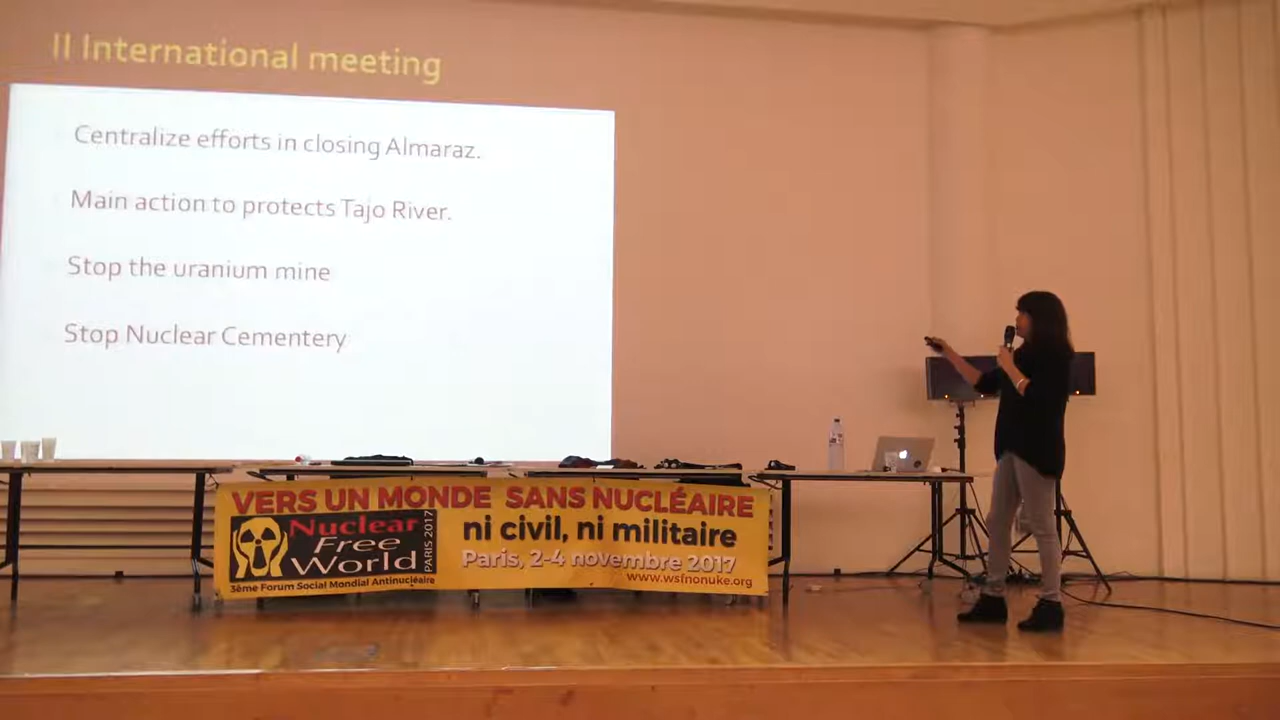 II International meeting
Centralize efforts in closing Almaraz.
Main action to protects Tajo River.
Stop the uranium mine
Stop Nuclear Cementery
VERS UN MONDE SANS NUCLÉAIRE
ni civil, ni militaire
Nuclear
Free
World
PARIS 2017
Paris, 2-4 novembre 2017
www.wsfnonuke.org
3ème Forum Social Mondial Antinucléaire